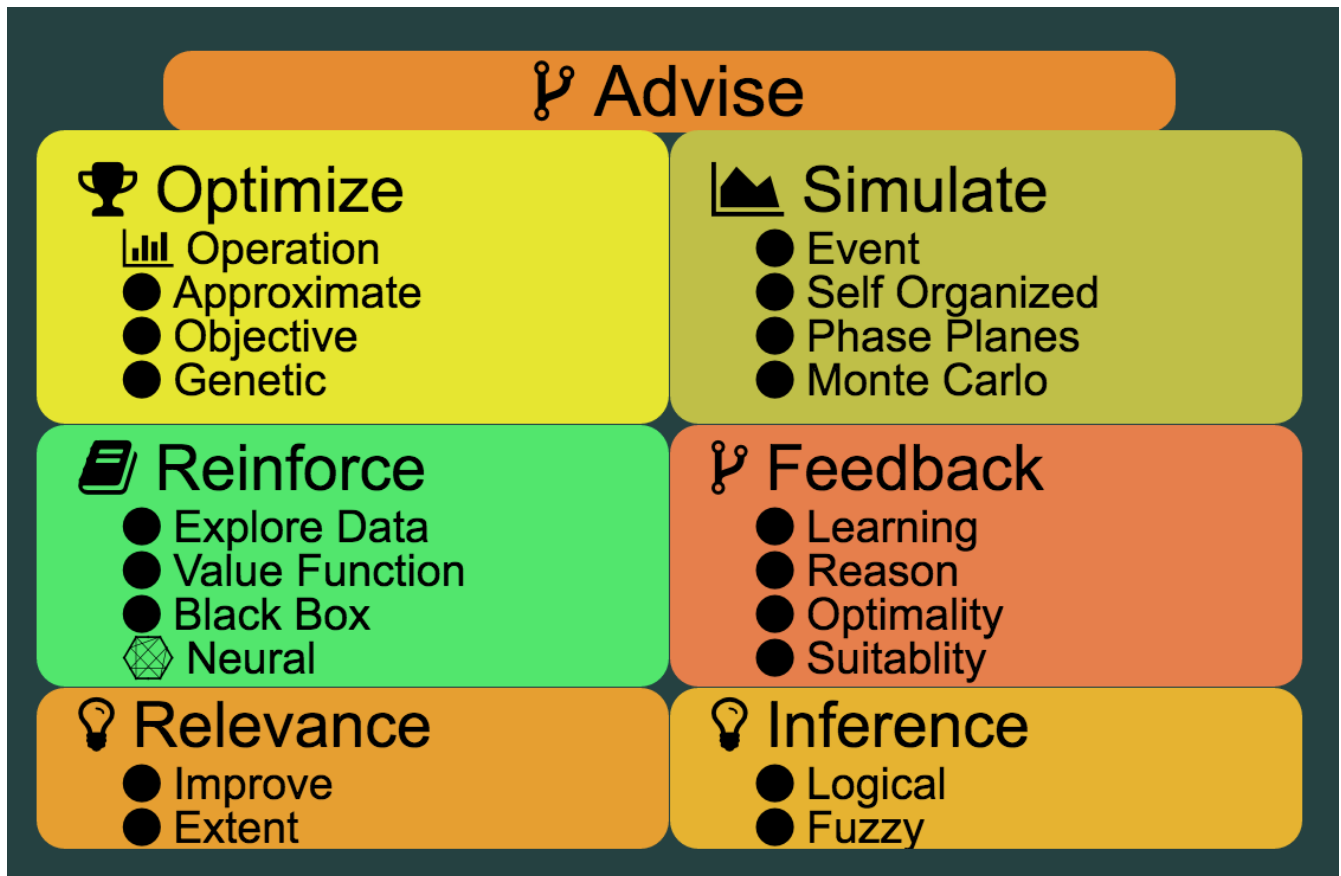 Advise
Optimize
Operation
Approximate
Objective
Genetic
Simulate
Event
Self Organized
Phase Planes
Monte Carlo
Reinforce
Explore Data
Value Function
Black Box
Neural
Feedback
Learning
Reason
Optimality
Suitablity
Relevance
Improve
Extent
Inference
Logical
Fuzzy